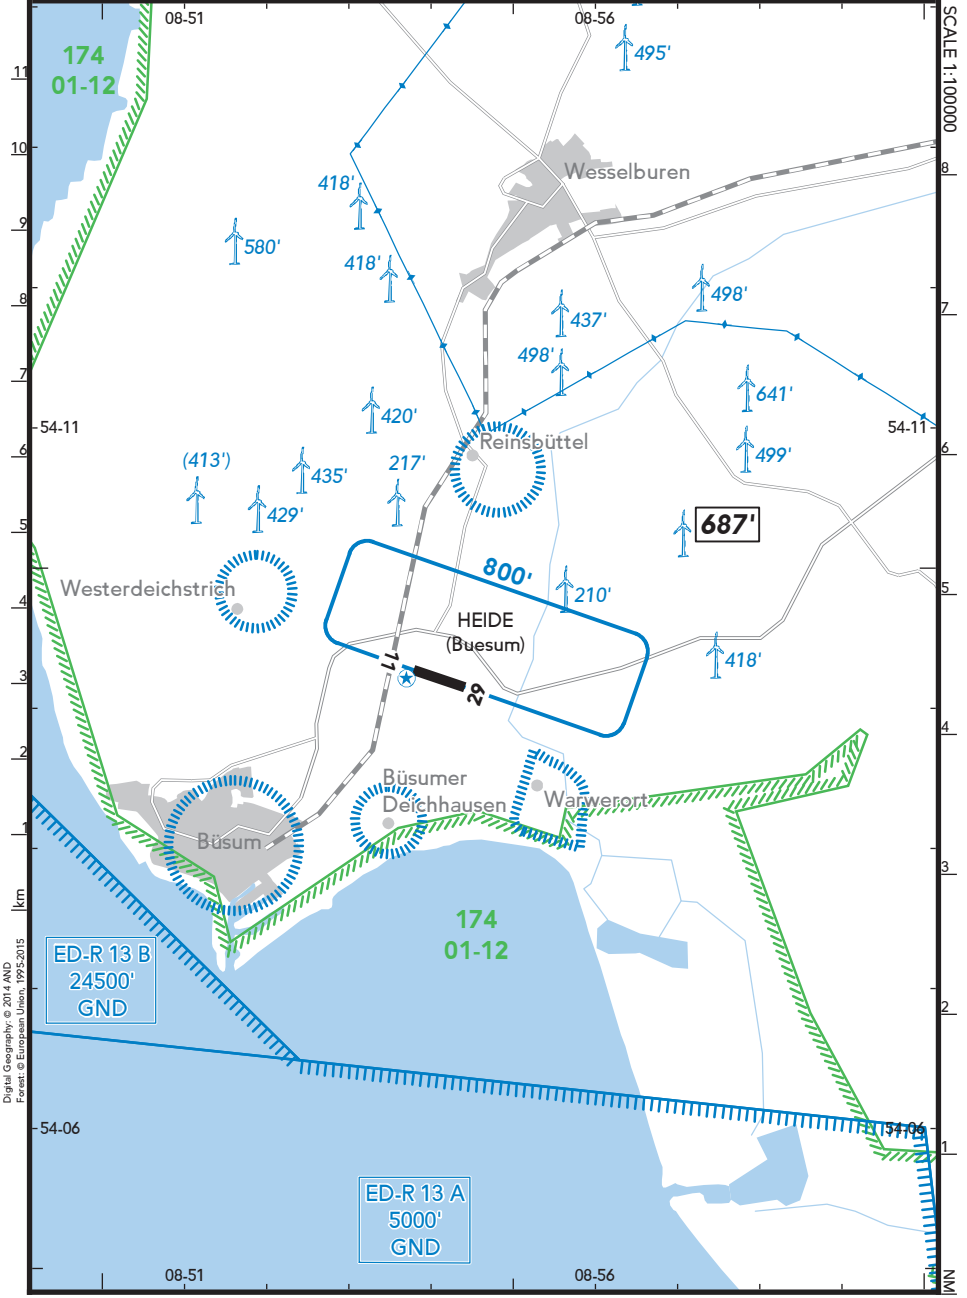 08-51
08-56
SCALE 1:100000
174
01-12
495'
11
10
9
8
7
6
5
4
3
2
1
km
8
7
6
5
4
3
2
1
NM
Wesselburen
418'
580'
418'
498'
437'
498'
641'
420'
54-11
54-11
Reinsbüttel
499'
(413')
435'
217'
429'
687'
Westerdeichstrich
800'
210'
HEIDE
(Buesum)
418'
11
29
Büsumer
Deichhausen
Warwerort
Büsum
174
01-12
ED-R 13 B
24500'
GND
Digital Geography: © 2014 AND
Forest: © European Union, 1995-2015
54-06
54-06
ED-R 13 A
5000'
GND
08-51
08-56